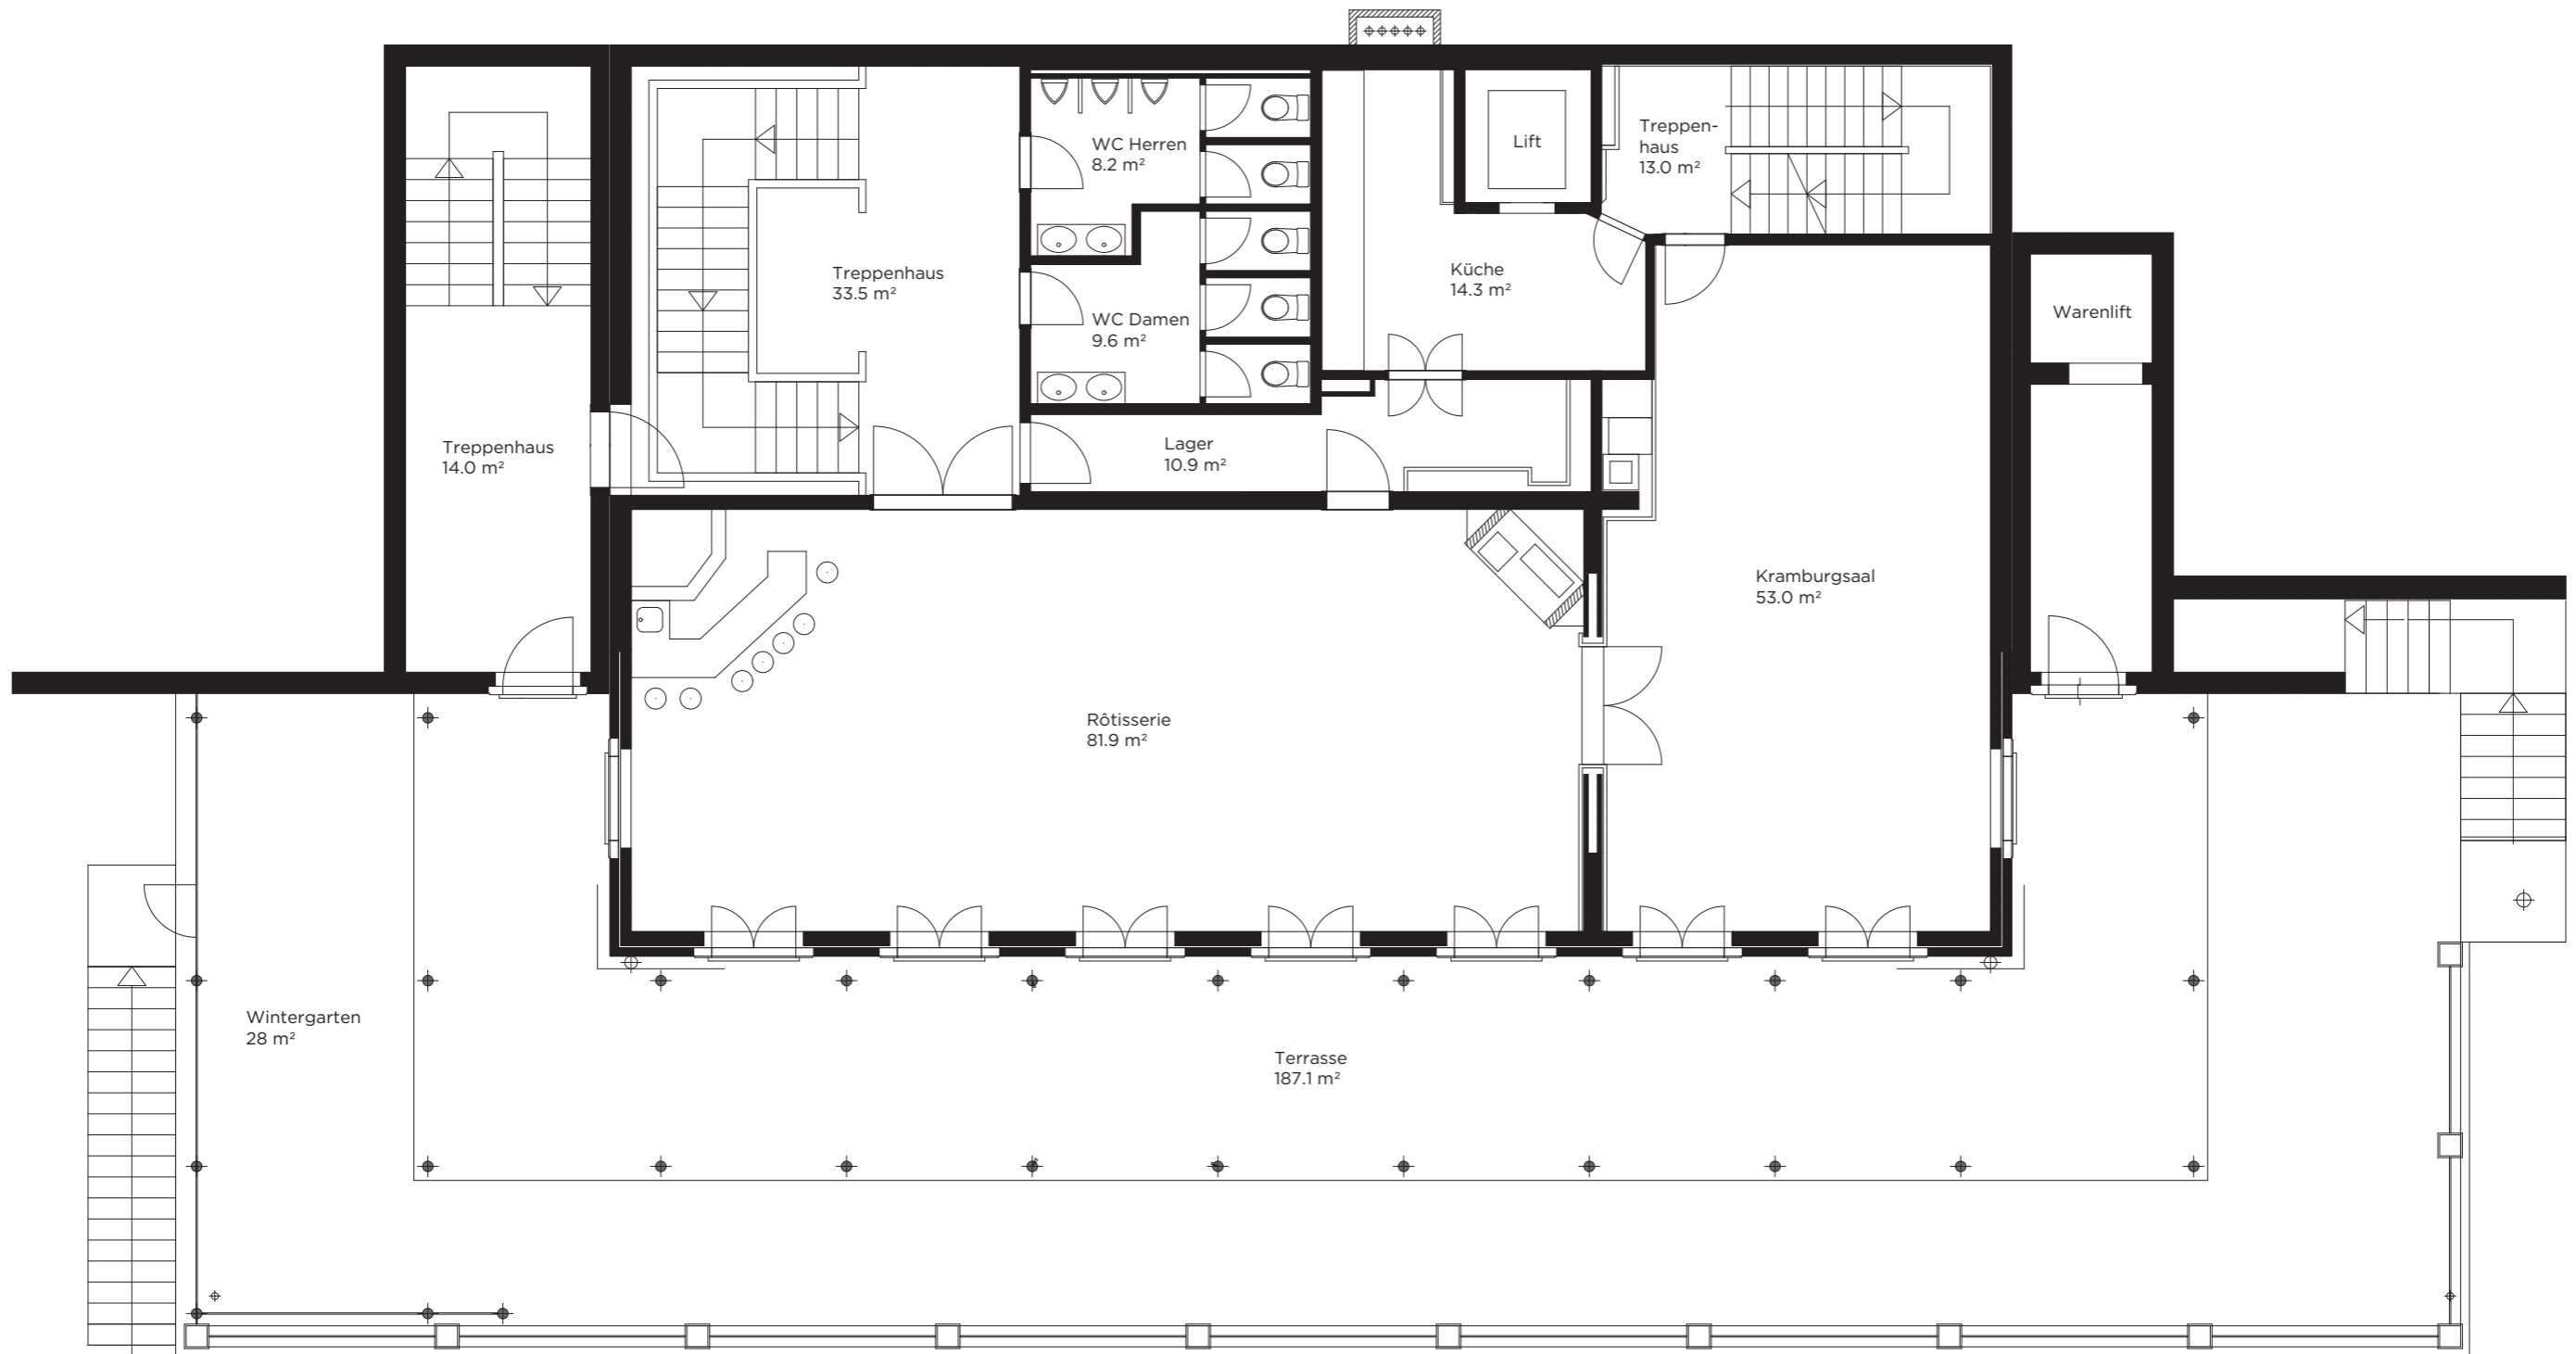 Lift
Treppen-
haus
13.0 m²
WC Herren
8.2 m²
Treppenhaus
33.5 m²
Küche
14.3 m²
WC Damen
9.6 m²
Warenlift
Treppenhaus
14.0 m²
Lager
10.9 m²
Kramburgsaal
53.0 m²
Rôtisserie
81.9 m²
Wintergarten
28 m²
Terrasse
187.1 m²